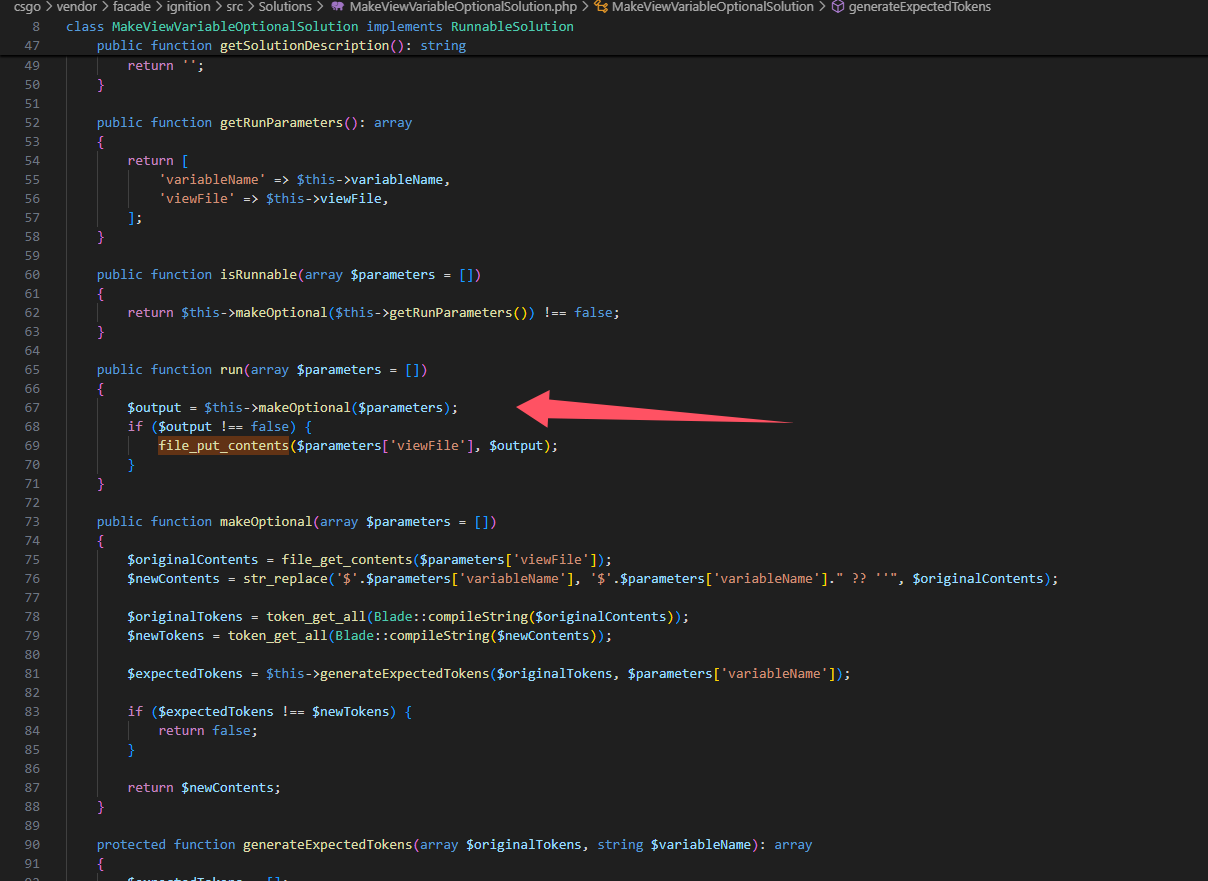 csgo > vendor > facade > ignition > src > Solutions > MakeViewVariableOptionalSolution.php > MakeViewVariableOptionalSolution > generateExpectedTokens
8 class MakeViewVariableOptionalSolution implements RunnableSolution
47 public function getSolutionDescription(): string
49 return '';
50 }
51
52 public function getRunParameters(): array
53 {
54 return [
55 'variableName' => $this->variableName,
56 'viewFile' => $this->viewFile,
57 ];
58 }
59
60 public function isRunnable(array $parameters = [])
61 {
62 return $this->makeOptional($this->getRunParameters()) !== false;
63 }
64
65 public function run(array $parameters = [])
66 {
67 $output = $this->makeOptional($parameters);
68 if ($output !== false) {
69 file_put_contents($parameters['viewFile'], $output);
70 }
71 }
72
73 public function makeOptional(array $parameters = [])
74 {
75 $originalContents = file_get_contents($parameters['viewFile']);
76 $newContents = str_replace('$'.$parameters['variableName'], '$'.$parameters['variableName']." ?? ''", $originalContents);
77
78 $originalTokens = token_get_all(Blade::compileString($originalContents));
79 $newTokens = token_get_all(Blade::compileString($newContents));
80
81 $expectedTokens = $this->generateExpectedTokens($originalTokens, $parameters['variableName']);
82
83 if ($expectedTokens !== $newTokens) {
84 return false;
85 }
86
87 return $newContents;
88 }
89
90 protected function generateExpectedTokens(array $originalTokens, string $variableName): array
91 {